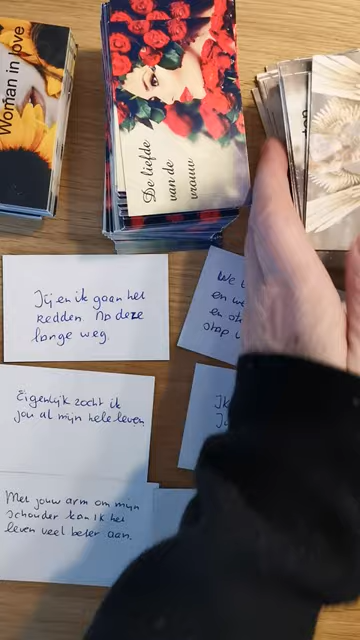 Woman in love
De liefde
van de
vrouw
Jij en ik gaan het
redden. Na deze
lange weg.
We
en we
en
stop
Eigenlijk zocht ik
jou al mijn hele leven.
Ik
Met jouw arm om mijn
schouder kan ik het
leven veel beter aan.